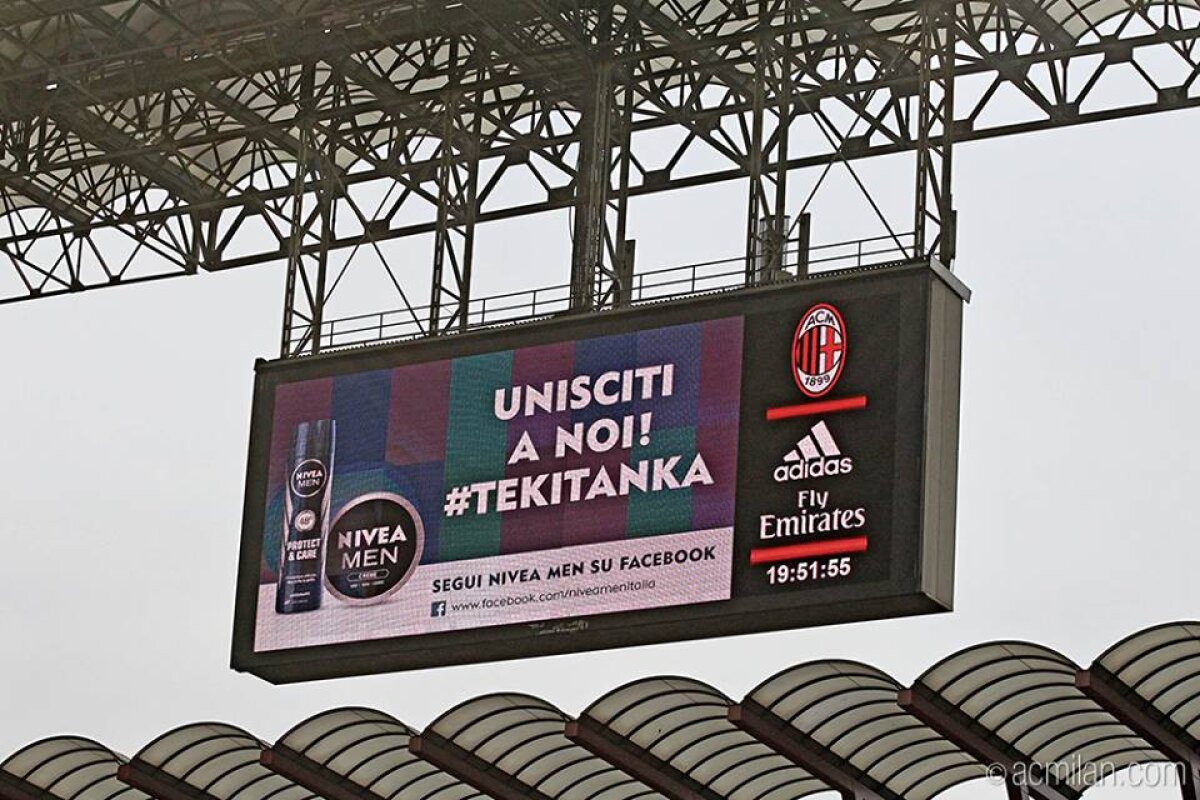 UNISCITI
A NOI!
#TEKITANKA
NIVEA
MEN
48h
PROTECT
& CARE
NIVEA
MEN
CREME
SEGUI NIVEA MEN SU FACEBOOK
f www.facebook.com/niveamenitalia
ACM
1899
adidas
Fly
Emirates
19:51:55
©acmilan.com